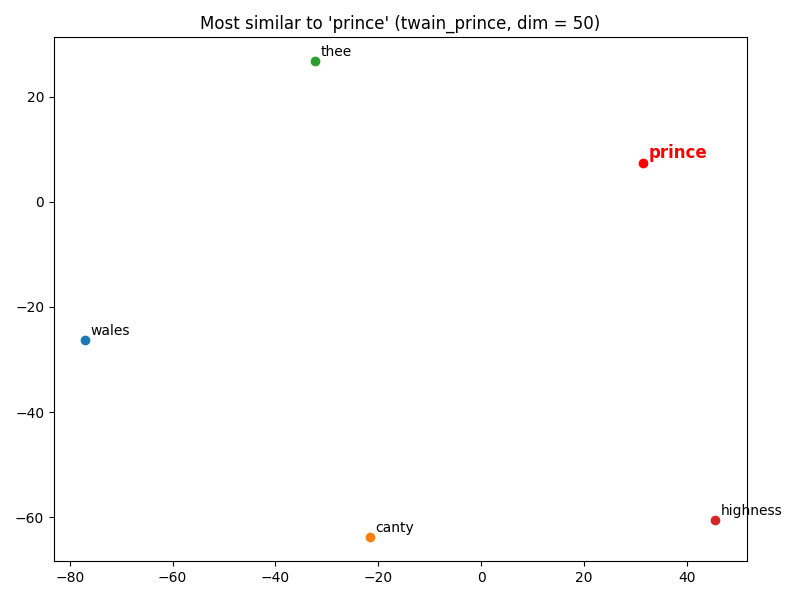 Most similar to 'prince' (twain_prince, dim = 50)
thee
20
prince
0
−20
wales
−40
highness
−60
canty
−80
−60
−40
−20
0
20
40